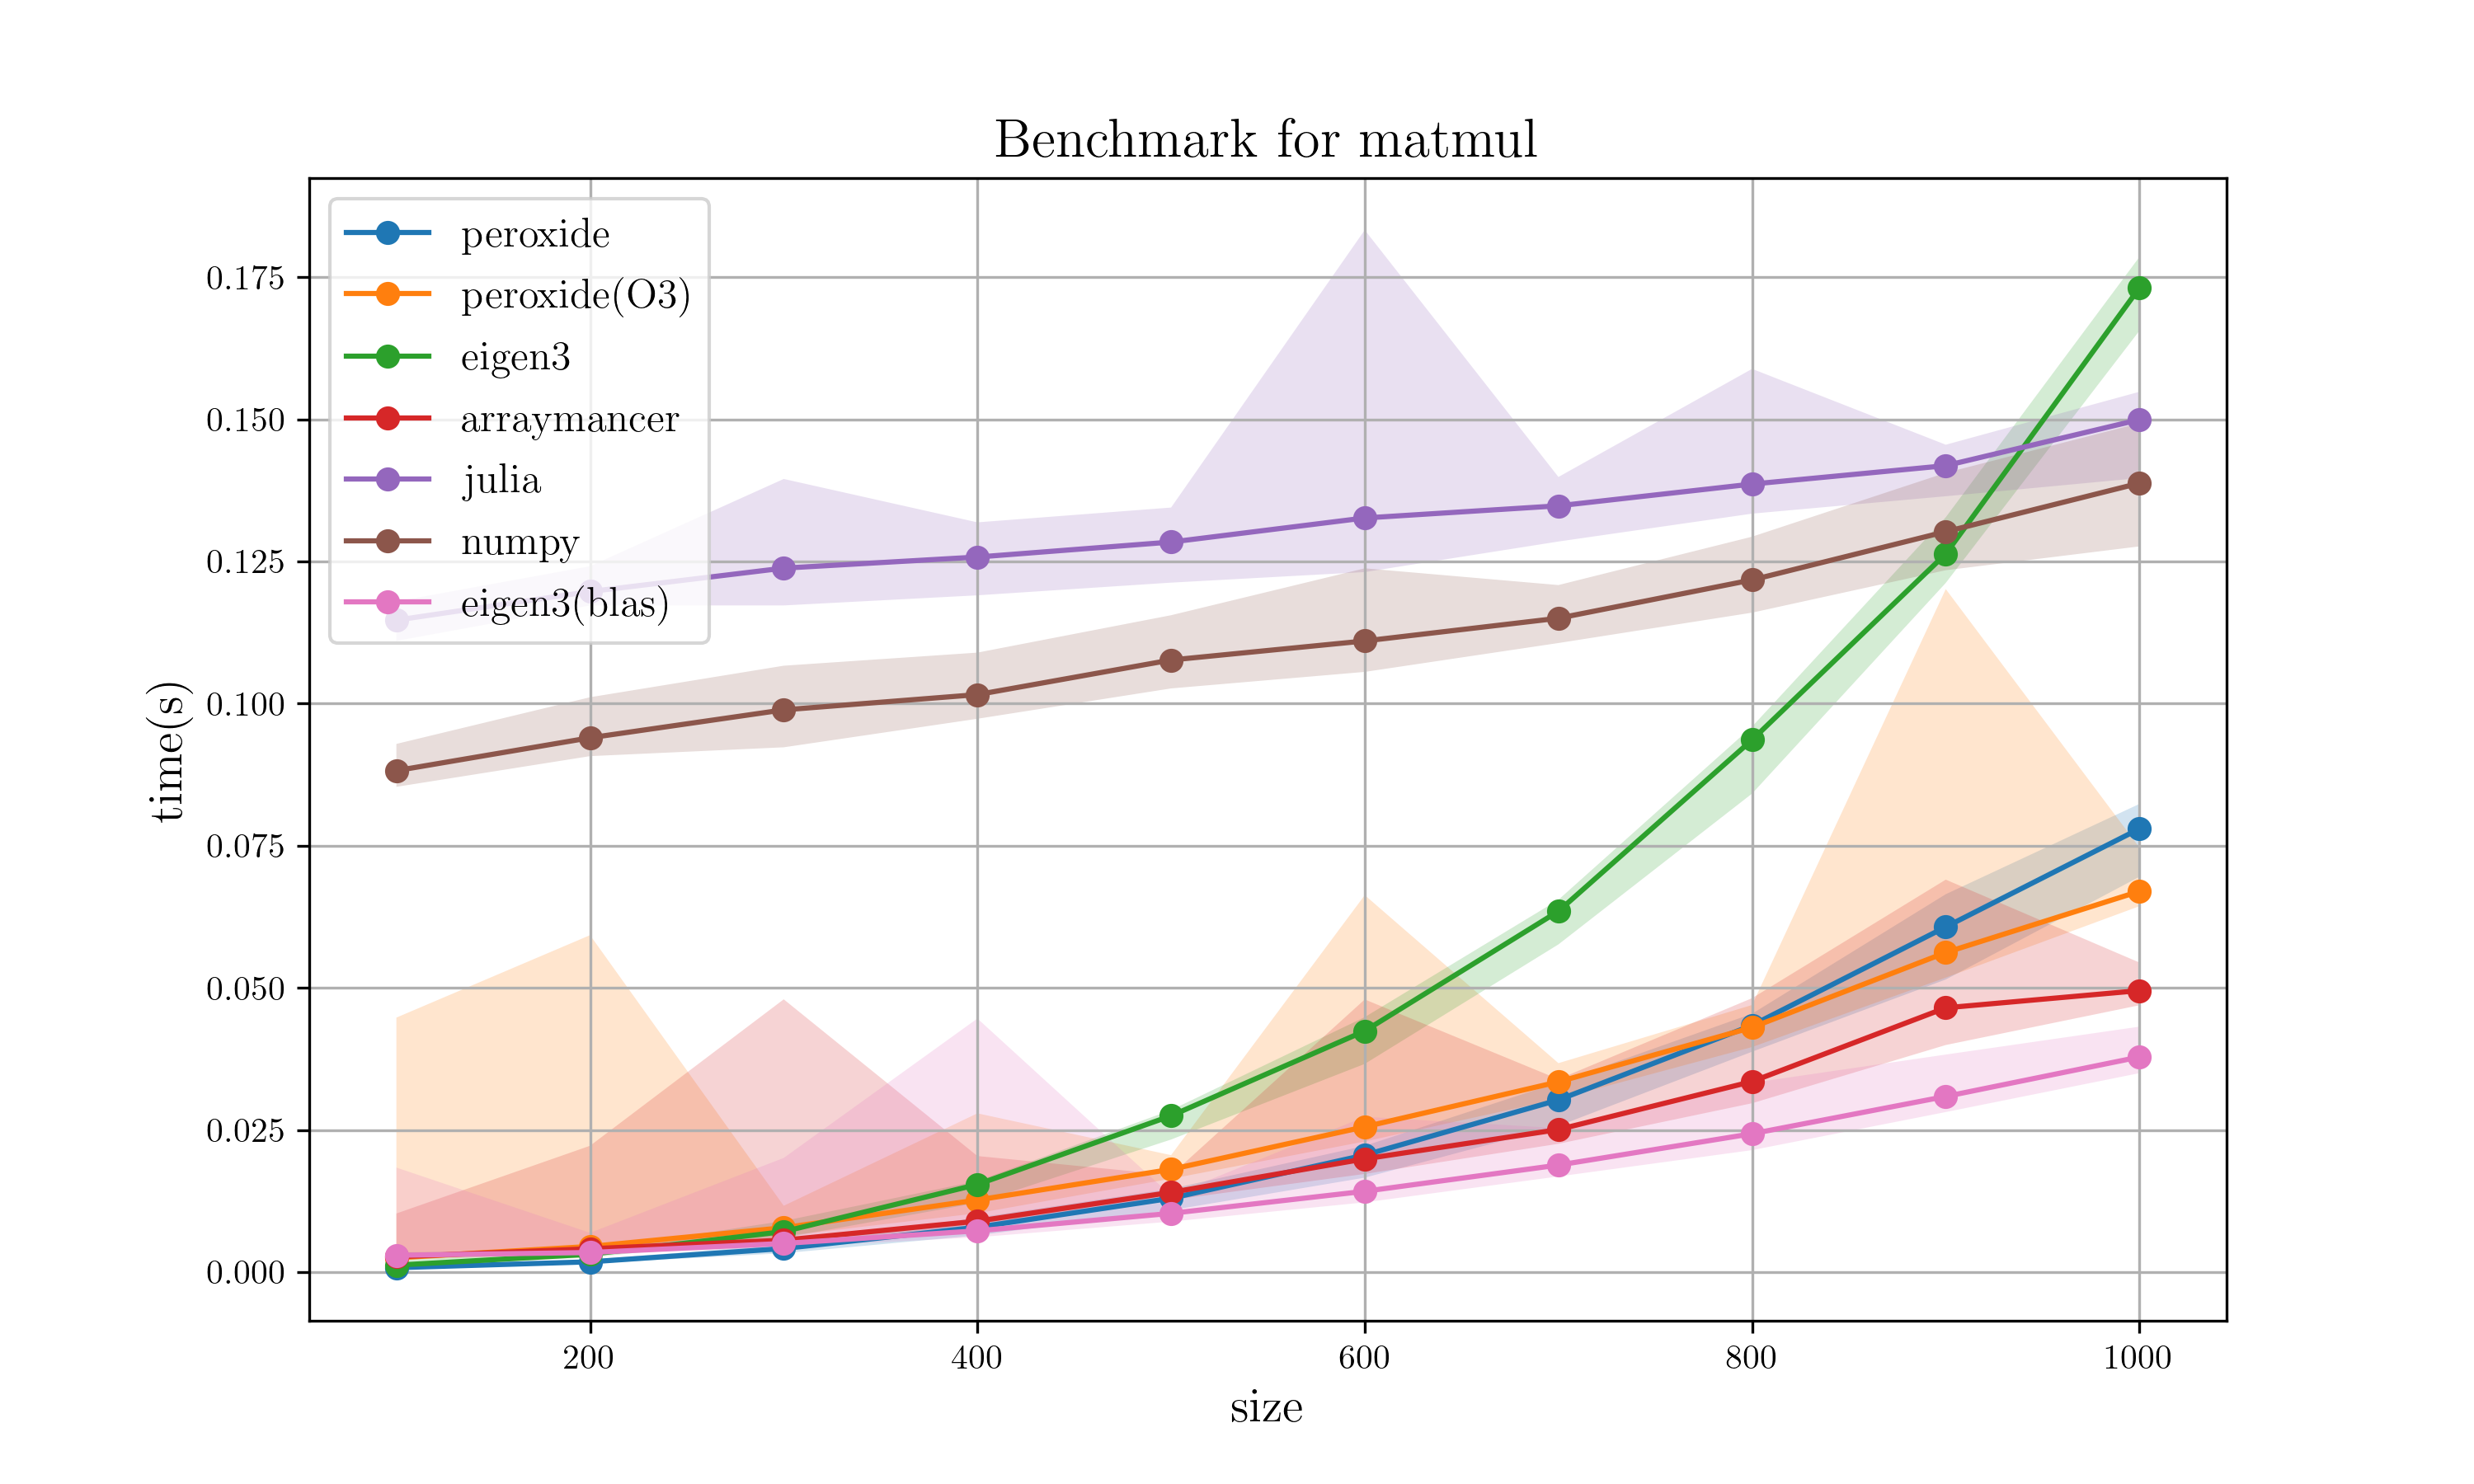 Benchmark for matmul
peroxide
peroxide(O3)
eigen3
arraymancer
julia
numpy
eigen3(blas)
time(s)
0.175
0.150
0.125
0.100
0.075
0.050
0.025
0.000
200 400 600 800 1000
size